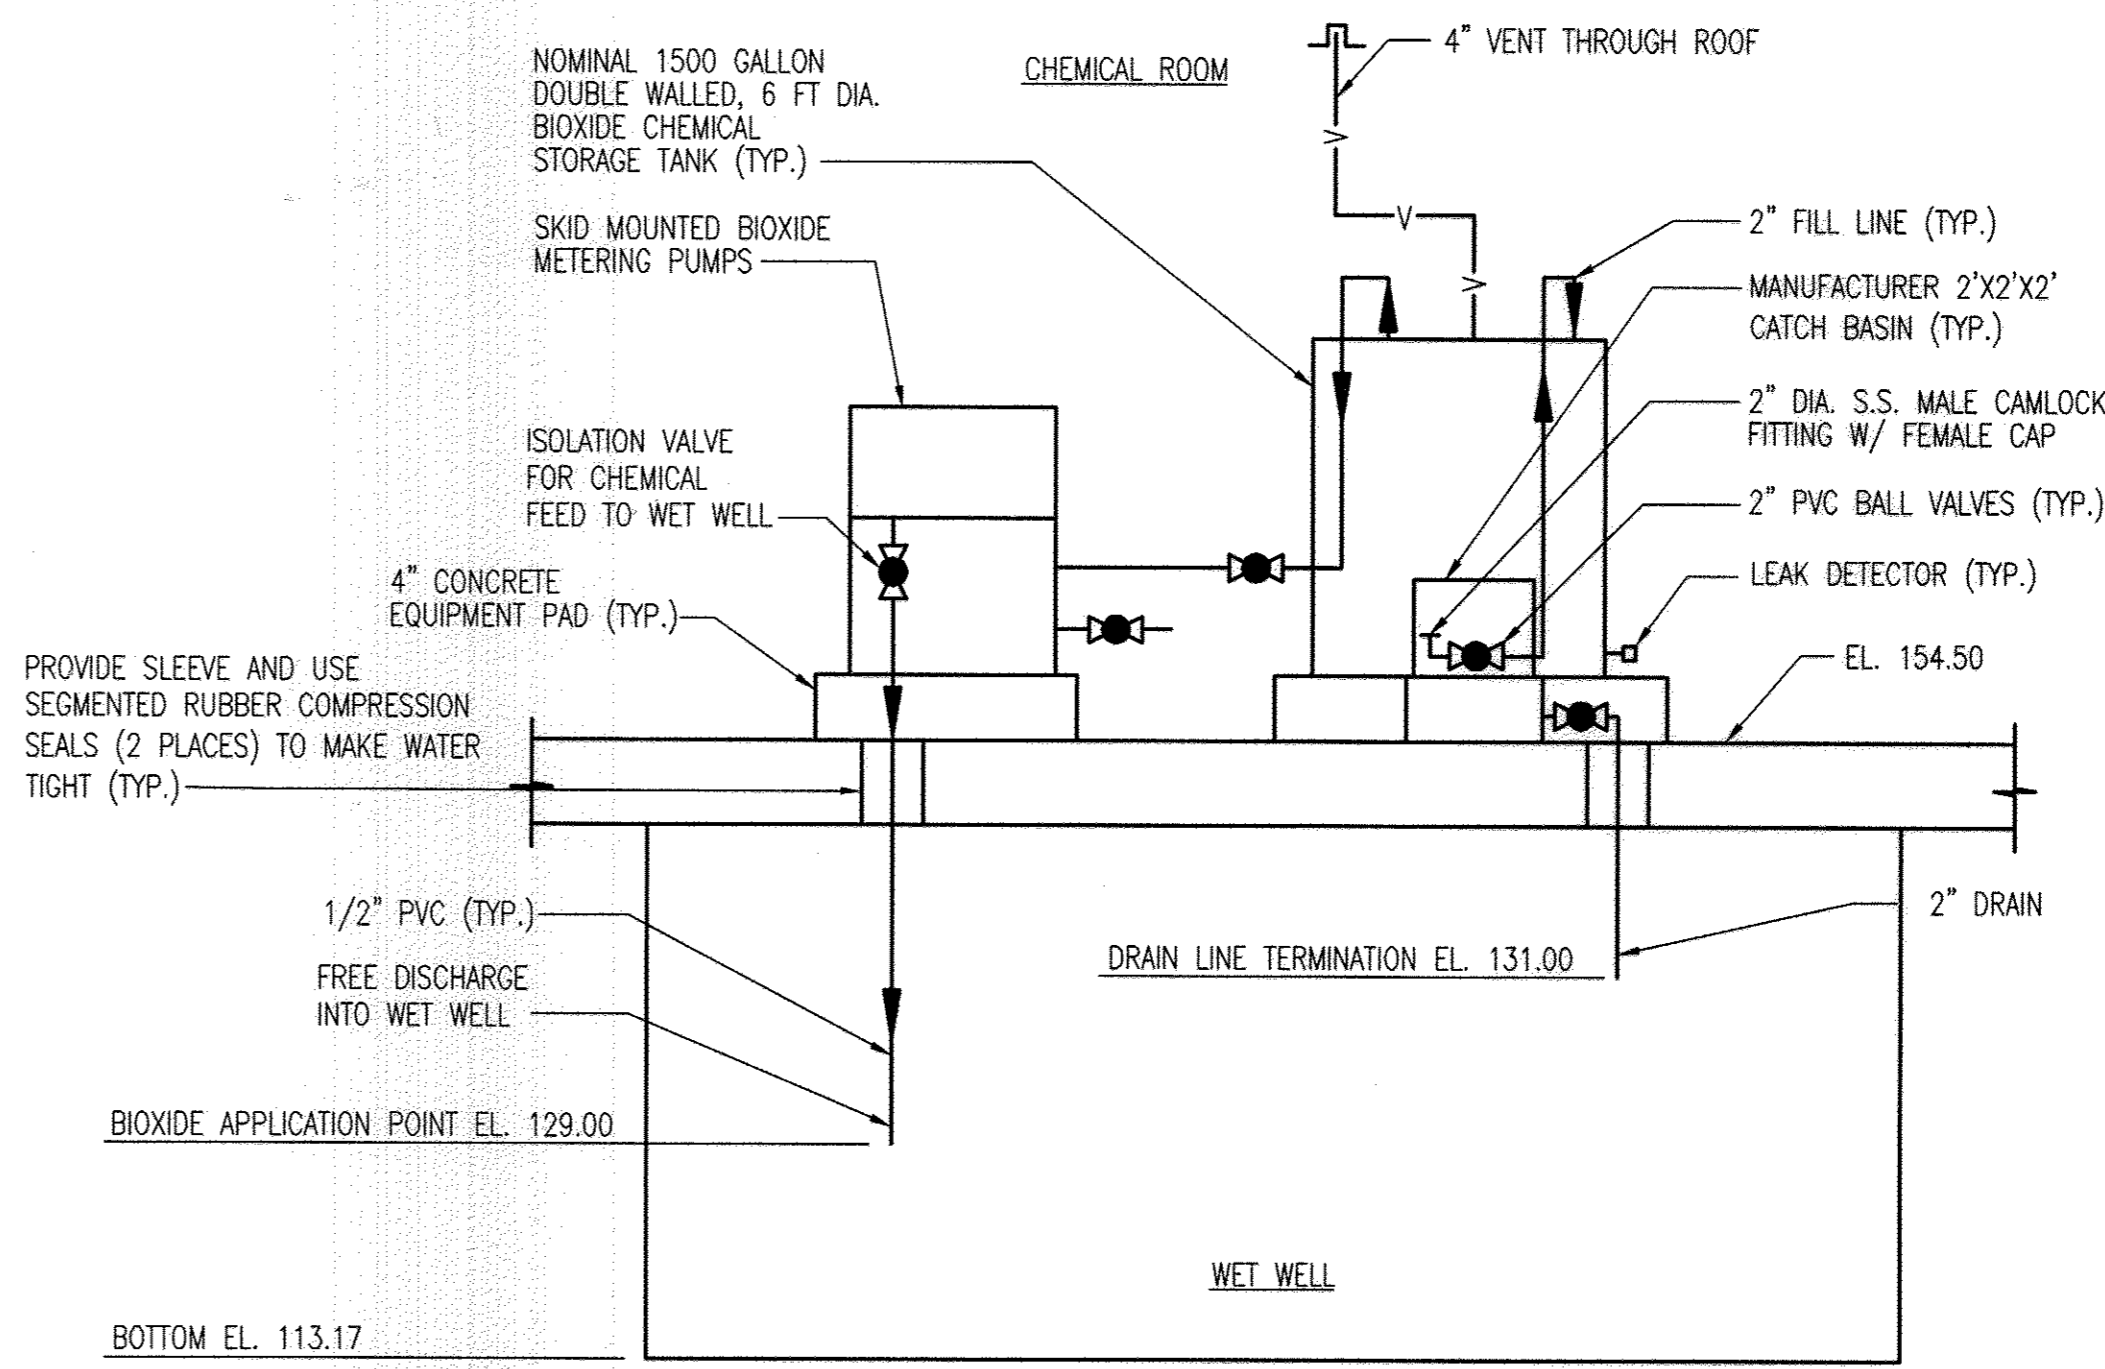 NOMINAL 1500 GALLON
DOUBLE WALLED, 6 FT DIA.
BIOXIDE CHEMICAL
STORAGE TANK (TYP.)
CHEMICAL ROOM
4" VENT THROUGH ROOF
SKID MOUNTED BIOXIDE
METERING PUMPS
V
V
V
2" FILL LINE (TYP.)
MANUFACTURER 2'X2'X2'
CATCH BASIN (TYP.)
2" DIA. S.S. MALE CAMLOCK
FITTING W/ FEMALE CAP
2" PVC BALL VALVES (TYP.)
LEAK DETECTOR (TYP.)
EL. 154.50
ISOLATION VALVE
FOR CHEMICAL
FEED TO WET WELL
4" CONCRETE
EQUIPMENT PAD (TYP.)
PROVIDE SLEEVE AND USE
SEGMENTED RUBBER COMPRESSION
SEALS (2 PLACES) TO MAKE WATER
TIGHT (TYP.)
1/2" PVC (TYP.)
FREE DISCHARGE
INTO WET WELL
DRAIN LINE TERMINATION EL. 131.00
2" DRAIN
BIOXIDE APPLICATION POINT EL. 129.00
WET WELL
BOTTOM EL. 113.17